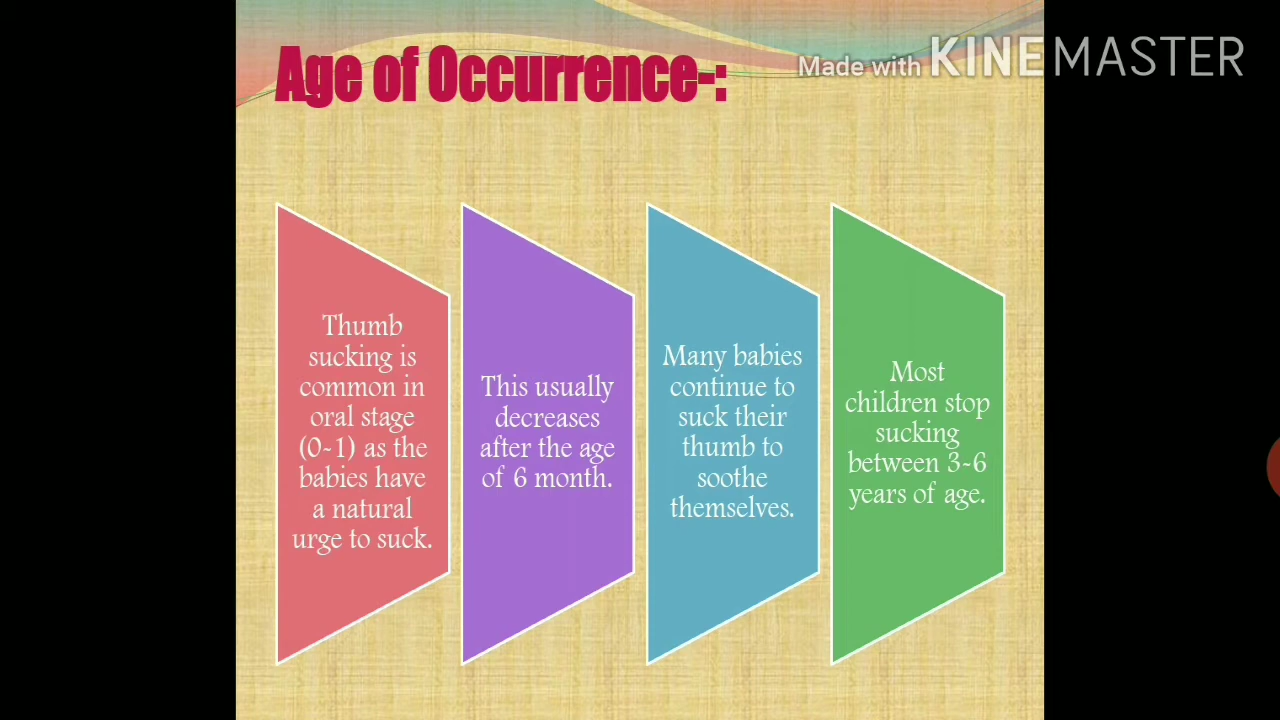 Age of Occurrence-:
Made with KINEMASTER
Thumb
sucking is
common in
oral stage
(0-1) as the
babies have
a natural
urge to suck.
This usually
decreases
after the age
of 6 month.
Many babies
continue to
suck their
thumb to
soothe
themselves.
Most
children stop
sucking
between 3-6
years of age.